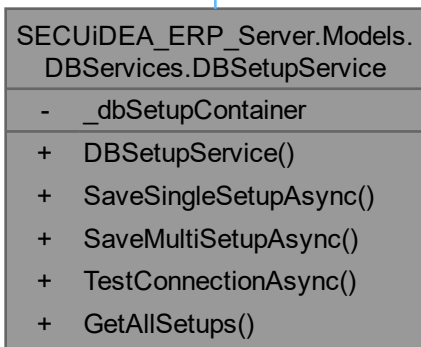 SECUiDEA_ERP_Server.Models.
DBServices.DBSetupService
- _dbSetupContainer
+ DBSetupService()
+ SaveSingleSetupAsync()
+ SaveMultiSetupAsync()
+ TestConnectionAsync()
+ GetAllSetups()